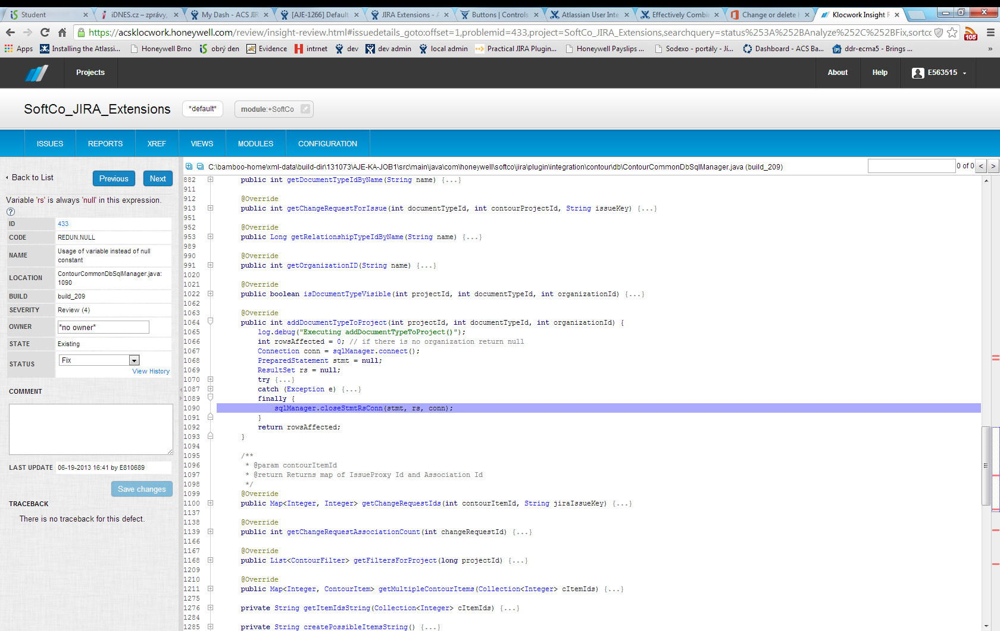 Student
iDNES.cz – zprávy,
My Dash - ACS JIR
[AJE-1266] Default
JIRA Extensions - A
Buttons | Controls
Atlassian User Inte
Effectively Combi
Change or delete
Klocwork Insight R
https://acsklocwork.honeywell.com/review/insight-review.html#issuedetails_goto:offset=1,problemid=433,project=SoftCo_JIRA_Extensions,searchquery=status%253A%252BAnalyze%252C%252BFix,sortcc
105
Apps
Installing the Atlassi...
Honeywell Brno
obrý den
Evidence
intrnet
dev
dev admin
local admin
Practical JIRA Plugin...
Honeywell Payslips ...
Sodexo - portály - Jí...
Dashboard - ACS Ba...
ddr-ecma5 - Brings ...
»
Projects
About
Help
E563515
SoftCo_JIRA_Extensions
*default*
module:+SoftCo
ISSUES
REPORTS
XREF
VIEWS
MODULES
CONFIGURATION
Back to List
Previous
Next
Variable 'rs' is always 'null' in this expression.
?
ID 433
CODE REDUN.NULL
NAME Usage of variable instead of null
constant
LOCATION ContourCommonDbSqlManager.java:
1090
BUILD build_209
SEVERITY Review (4)
OWNER *no owner*
STATE Existing
STATUS Fix
View History
COMMENT
LAST UPDATE 06-19-2013 16:41 by E810689
Save changes
TRACEBACK
There is no traceback for this defect.
C:\bamboo-home\xml-data\build-dir\131073\AJE-KA-JOB1\src\main\java\com\honeywell\softco\jira\plugin\integration\contour\db\ContourCommonDbSqlManager.java (build_209)
0 of 0 < >
882 public int getDocumentTypeIdByName(String name) {...}
911
912 @Override
913 public int getChangeRequestForIssue(int documentTypeId, int contourProjectId, String issueKey) {...}
951
952 @Override
953 public Long getRelationshipTypeIdByName(String name) {...}
989
990 @Override
991 public int getOrganizationID(String name) {...}
1020
1021 @Override
1022 public boolean isDocumentTypeVisible(int projectId, int documentTypeId, int organizationId) {...}
1062
1063 @Override
1064 public int addDocumentTypeToProject(int projectId, int documentTypeId, int organizationId) {
1065 log.debug("Executing addDocumentTypeToProject()");
1066 int rowsAffected = 0; // if there is no organization return null
1067 Connection conn = sqlManager.connect();
1068 PreparedStatement stmt = null;
1069 ResultSet rs = null;
1070 try {...}
1087 catch (Exception e) {...}
1089 finally {
1090 sqlManager.closeStmtRsConn(stmt, rs, conn);
1091 }
1092 return rowsAffected;
1093 }
1094
1095 /**
1096 * @param contourItemId
1097 * @return Returns map of IssueProxy Id and Association Id
1098 */
1099 @Override
1100 public Map<Integer, Integer> getChangeRequestIds(int contourItemId, String jiraIssueKey) {...}
1137
1138 @Override
1139 public int getChangeRequestAssociationCount(int changeRequestId) {...}
1166
1167 @Override
1168 public List<ContourFilter> getFiltersForProject(long projectId) {...}
1209
1210 @Override
1211 public Map<Integer, ContourItem> getMultipleContourItems(Collection<Integer> cItemIds) {...}
1275
1276 private String getItemIdsString(Collection<Integer> cItemIds) {...}
1284
1285 private String createPossibleItemsString() {...}